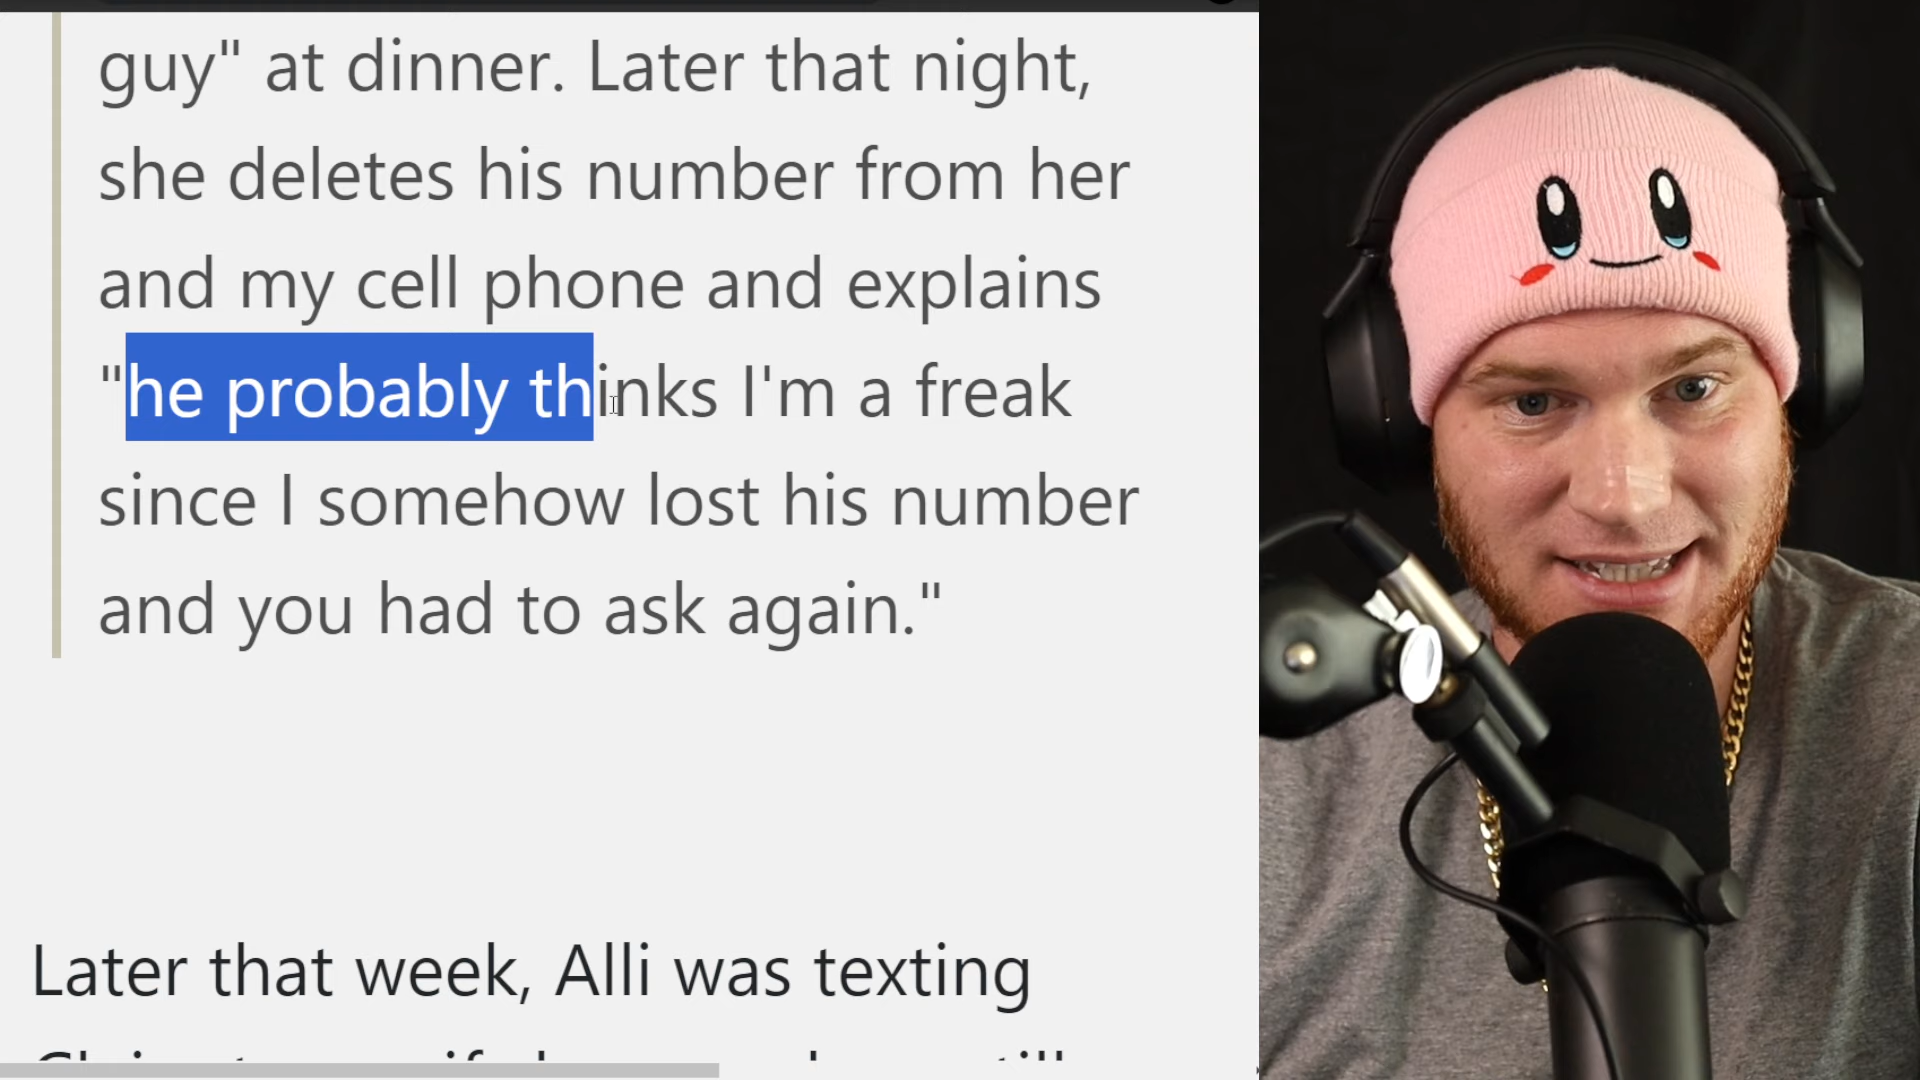 guy" at dinner. Later that night,
she deletes his number from her
and my cell phone and explains
"he probably thinks I'm a freak
since I somehow lost his number
and you had to ask again."
Later that week, Alli was texting